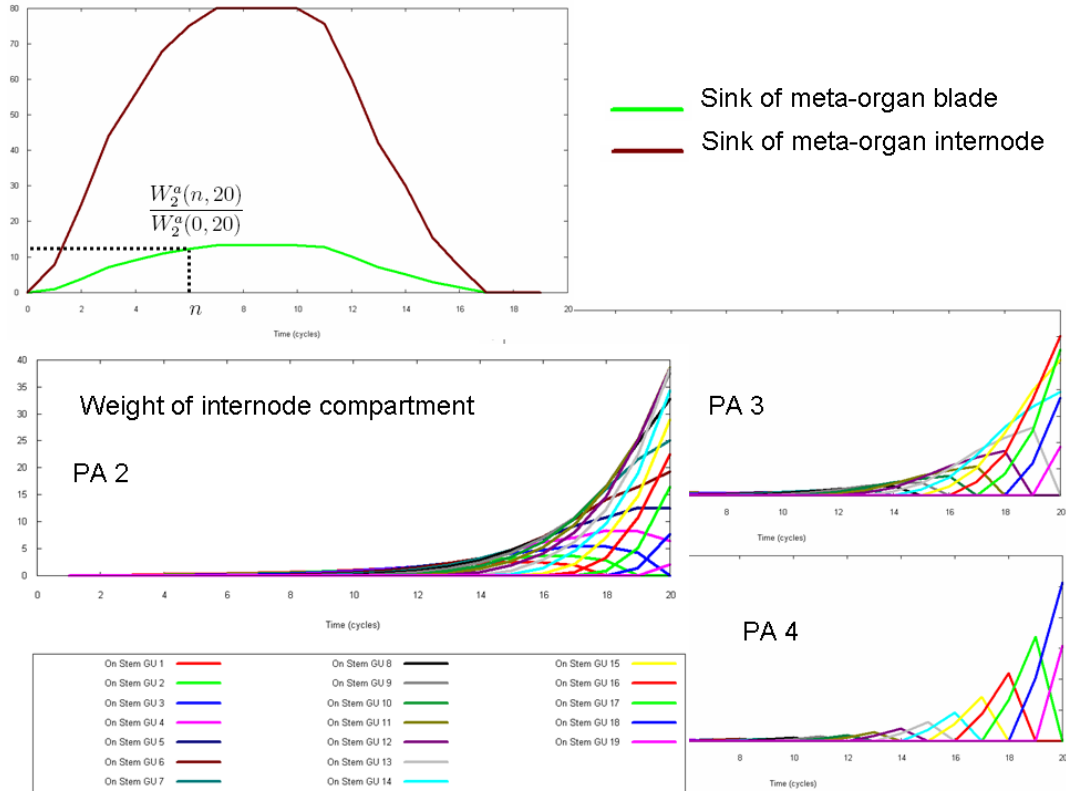 80
70
60
50
40
30
20
10
0
W_2^a(n, 20)
W_2^a(0, 20)
n
0 2 4 6 8 10 12 14 16 18 20
Time (cycles)
Sink of meta-organ blade
Sink of meta-organ internode
40
35
30
25
20
15
10
5
0
Weight of internode compartment
PA 2
0 2 4 6 8 10 12 14 16 18 20
Time (cycles)
PA 3
8 10 12 14 16 18 20
Time (cycles)
PA 4
8 10 12 14 16 18 20
Time (cycles)
On Stem GU 1
On Stem GU 2
On Stem GU 3
On Stem GU 4
On Stem GU 5
On Stem GU 6
On Stem GU 7
On Stem GU 8
On Stem GU 9
On Stem GU 10
On Stem GU 11
On Stem GU 12
On Stem GU 13
On Stem GU 14
On Stem GU 15
On Stem GU 16
On Stem GU 17
On Stem GU 18
On Stem GU 19